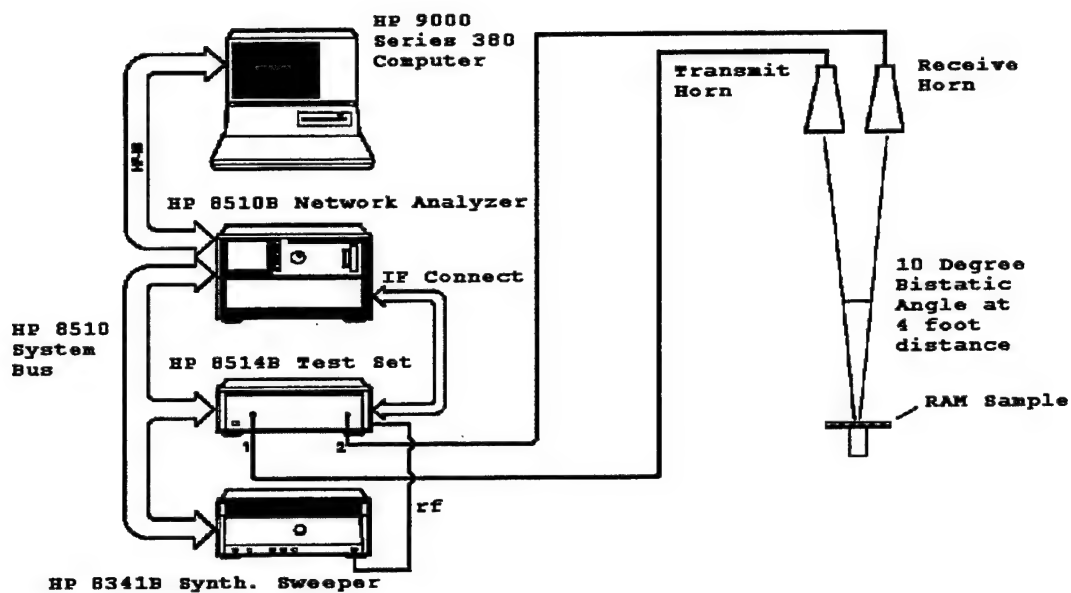 HP 9000
Series 380
Computer
Transmit
Horn
Receive
Horn
HP-IB
HP 8510B Network Analyzer
IF Connect
10 Degree
Bistatic
Angle at
4 foot
distance
HP 8510
System
Bus
HP 8514B Test Set
RAM Sample
1
2
rf
HP 8341B Synth. Sweeper